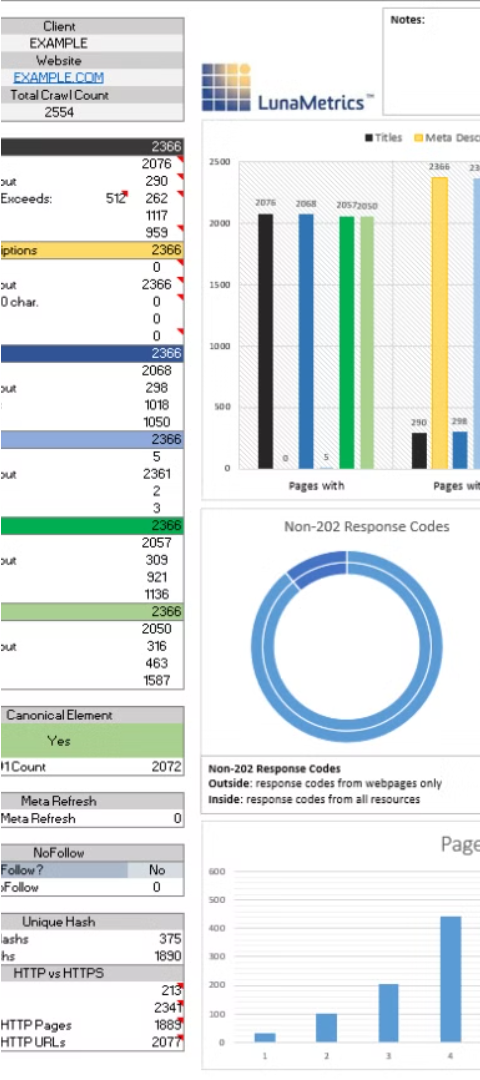 Client
EXAMPLE
Website
EXAMPLE.COM
Total Crawl Count
2554
2366
2076
out 290
Exceeds: 512 262
1117
959
iptions 2366
0
out 2366
0 char. 0
0
0
2366
2068
out 298
: 1018
1050
2366
5
out 2361
2
3
2366
2057
out 309
921
1136
2366
2050
out 316
463
1587
Canonical Element
Yes
1 Count 2072
Meta Refresh
Meta Refresh 0
NoFollow
Follow? No
oFollow 0
Unique Hash
lashs 375
hs 1890
HTTP vs HTTPS
213
2341
HTTP Pages 1889
HTTP URLs 2077
Notes:
LunaMetrics™
Titles Meta Desc
2500
2000
1500
1000
500
0
2076 0 2068 5 2057 2050
290 2366 298 23
Pages with Pages wit
Non-202 Response Codes
Non-202 Response Codes
Outside: response codes from webpages only
Inside: response codes from all resources
Page
600
500
400
300
200
100
0
1 2 3 4